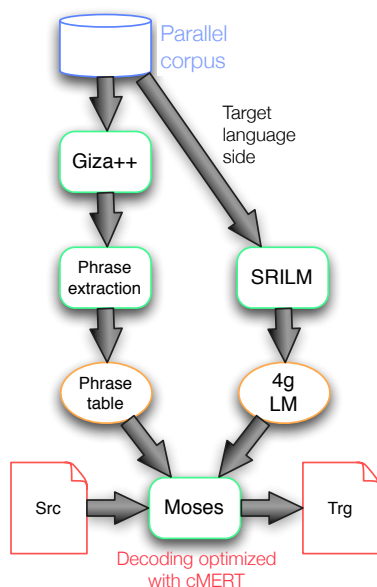 Parallel
corpus
Target
language
side
Giza++
Phrase
extraction
SRILM
Phrase
table
4g
LM
Src
Moses
Trg
Decoding optimized
with cMERT